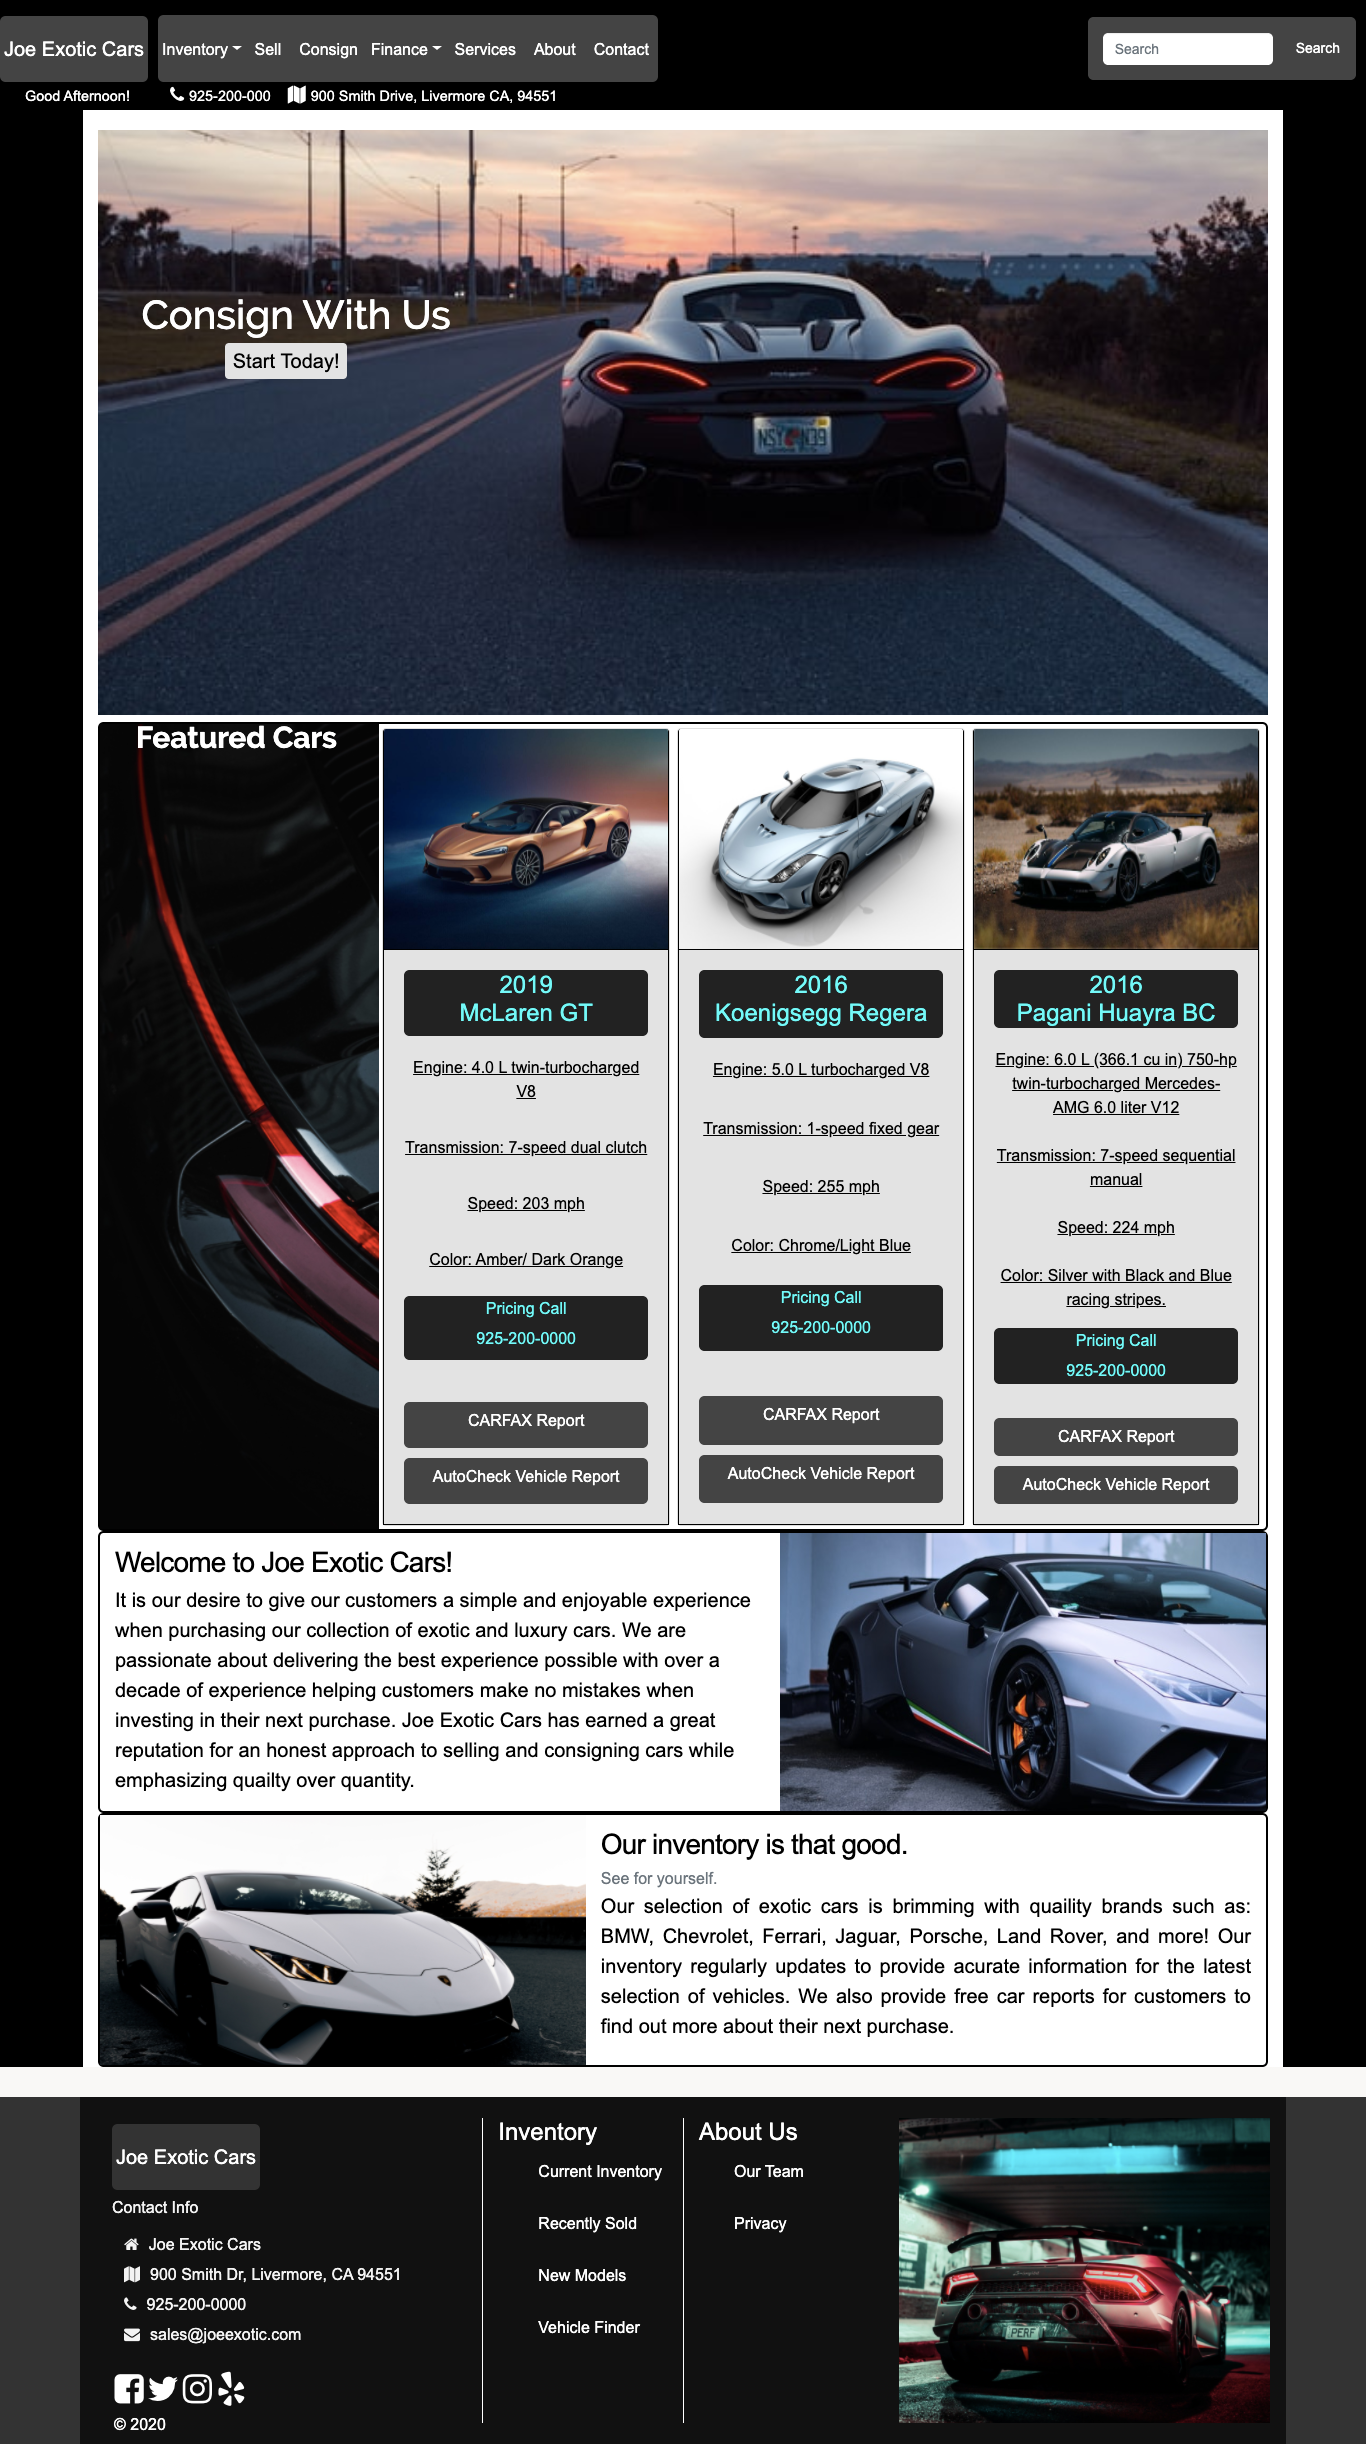 Joe Exotic Cars
Inventory Sell Consign Finance Services About Contact
Search Search
Good Afternoon!
925-200-000 900 Smith Drive, Livermore CA, 94551
Consign With Us
Start Today!
Featured Cars
2019
McLaren GT
Engine: 4.0 L twin-turbocharged
V8
Transmission: 7-speed dual clutch
Speed: 203 mph
Color: Amber/ Dark Orange
Pricing Call
925-200-0000
CARFAX Report
AutoCheck Vehicle Report
2016
Koenigsegg Regera
Engine: 5.0 L turbocharged V8
Transmission: 1-speed fixed gear
Speed: 255 mph
Color: Chrome/Light Blue
Pricing Call
925-200-0000
CARFAX Report
AutoCheck Vehicle Report
2016
Pagani Huayra BC
Engine: 6.0 L (366.1 cu in) 750-hp
twin-turbocharged Mercedes-
AMG 6.0 liter V12
Transmission: 7-speed sequential
manual
Speed: 224 mph
Color: Silver with Black and Blue
racing stripes.
Pricing Call
925-200-0000
CARFAX Report
AutoCheck Vehicle Report
Welcome to Joe Exotic Cars!
It is our desire to give our customers a simple and enjoyable experience
when purchasing our collection of exotic and luxury cars. We are
passionate about delivering the best experience possible with over a
decade of experience helping customers make no mistakes when
investing in their next purchase. Joe Exotic Cars has earned a great
reputation for an honest approach to selling and consigning cars while
emphasizing quailty over quantity.
Our inventory is that good.
See for yourself.
Our selection of exotic cars is brimming with quaility brands such as:
BMW, Chevrolet, Ferrari, Jaguar, Porsche, Land Rover, and more! Our
inventory regularly updates to provide acurate information for the latest
selection of vehicles. We also provide free car reports for customers to
find out more about their next purchase.
Joe Exotic Cars
Contact Info
Joe Exotic Cars
900 Smith Dr, Livermore, CA 94551
925-200-0000
sales@joeexotic.com
© 2020
Inventory
Current Inventory
Recently Sold
New Models
Vehicle Finder
About Us
Our Team
Privacy
PERF